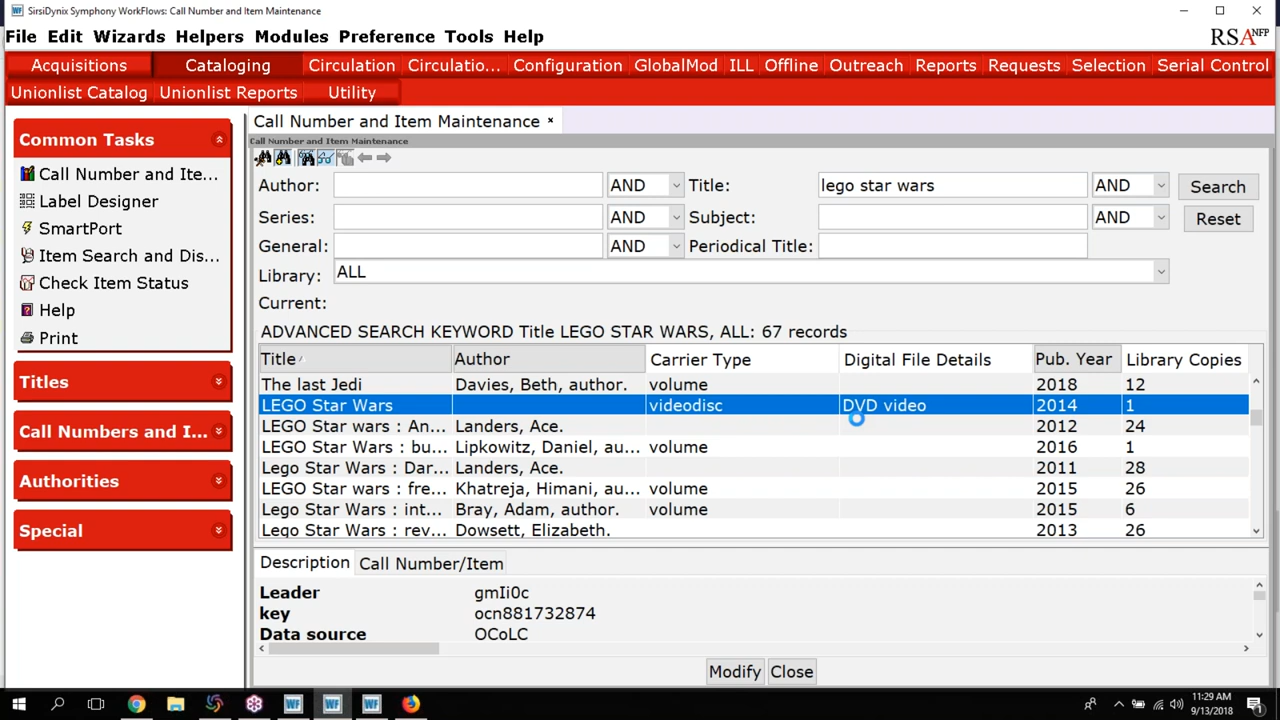 SirsiDynix Symphony WorkFlows: Call Number and Item Maintenance
File Edit Wizards Helpers Modules Preference Tools Help
RSA NFP
Acquisitions Cataloging Circulation Circulatio... Configuration GlobalMod ILL Offline Outreach Reports Requests Selection Serial Control
Unionlist Catalog Unionlist Reports Utility
Common Tasks
Call Number and Ite...
Label Designer
SmartPort
Item Search and Dis...
Check Item Status
Help
Print
Titles
Call Numbers and I...
Authorities
Special
Call Number and Item Maintenance ×
Call Number and Item Maintenance
Author: AND Title: lego star wars AND Search
Series: AND Subject: AND Reset
General: AND Periodical Title:
Library: ALL
Current:
ADVANCED SEARCH KEYWORD Title LEGO STAR WARS, ALL: 67 records
Title Author Carrier Type Digital File Details Pub. Year Library Copies
The last Jedi Davies, Beth, author. volume 2018 12
LEGO Star Wars videodisc DVD video 2014 1
LEGO Star wars : An... Landers, Ace. 2012 24
LEGO Star Wars : bu... Lipkowitz, Daniel, au... volume 2016 1
Lego Star Wars : Dar... Landers, Ace. 2011 28
LEGO Star wars : fre... Khatreja, Himani, au... volume 2015 26
Lego Star Wars : int... Bray, Adam, author. volume 2015 6
Lego Star Wars : rev... Dowsett, Elizabeth. 2013 26
Description Call Number/Item
Leader gmIi0c
key ocn881732874
Data source OCoLC
Modify Close
11:29 AM
9/13/2018